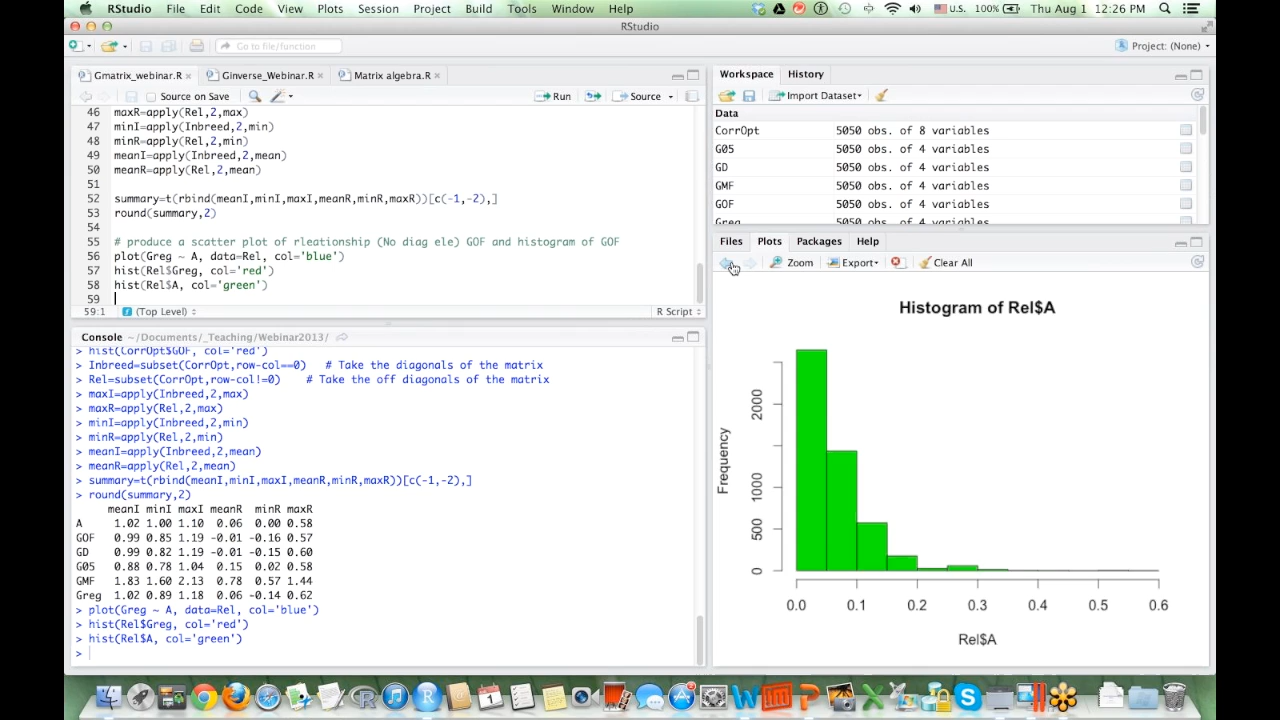 RStudio File Edit Code View Plots Session Project Build Tools Window Help U.S. 100% Thu Aug 1 12:26 PM
RStudio
Go to file/function Project: (None)
Gmatrix_webinar.R Ginverse_Webinar.R Matrix algebra.R
Source on Save Run Source
46 maxR=apply(Rel,2,max)
47 minI=apply(Inbreed,2,min)
48 minR=apply(Rel,2,min)
49 meanI=apply(Inbreed,2,mean)
50 meanR=apply(Rel,2,mean)
51
52 summary=t(rbind(meanI,minI,maxI,meanR,minR,maxR))[c(-1,-2),]
53 round(summary,2)
54
55 # produce a scatter plot of rleationship (No diag ele) GOF and histogram of GOF
56 plot(Greg ~ A, data=Rel, col='blue')
57 hist(Rel$Greg, col='red')
58 hist(Rel$A, col='green')
59
59:1 (Top Level) R Script
Console ~/Documents/_Teaching/Webinar2013/
> hist(CorrOpt$GOF, col='red')
> Inbreed=subset(CorrOpt,row-col==0) # Take the diagonals of the matrix
> Rel=subset(CorrOpt,row-col!=0) # Take the off diagonals of the matrix
> maxI=apply(Inbreed,2,max)
> maxR=apply(Rel,2,max)
> minI=apply(Inbreed,2,min)
> minR=apply(Rel,2,min)
> meanI=apply(Inbreed,2,mean)
> meanR=apply(Rel,2,mean)
> summary=t(rbind(meanI,minI,maxI,meanR,minR,maxR))[c(-1,-2),]
> round(summary,2)
meanI minI maxI meanR minR maxR
A 1.02 1.00 1.10 0.06 0.00 0.58
GOF 0.99 0.85 1.19 -0.01 -0.16 0.57
GD 0.99 0.82 1.19 -0.01 -0.15 0.60
G05 0.88 0.78 1.04 0.15 0.02 0.58
GMF 1.83 1.60 2.13 0.78 0.57 1.44
Greg 1.02 0.89 1.18 0.06 -0.14 0.62
> plot(Greg ~ A, data=Rel, col='blue')
> hist(Rel$Greg, col='red')
> hist(Rel$A, col='green')
>
Workspace History
Import Dataset
Data
CorrOpt 5050 obs. of 8 variables
G05 5050 obs. of 4 variables
GD 5050 obs. of 4 variables
GMF 5050 obs. of 4 variables
GOF 5050 obs. of 4 variables
Greg 5050 obs. of 4 variables
Files Plots Packages Help
Zoom Export Clear All
Histogram of Rel$A
Frequency
2000
1000
500
0
0.0 0.1 0.2 0.3 0.4 0.5 0.6
Rel$A